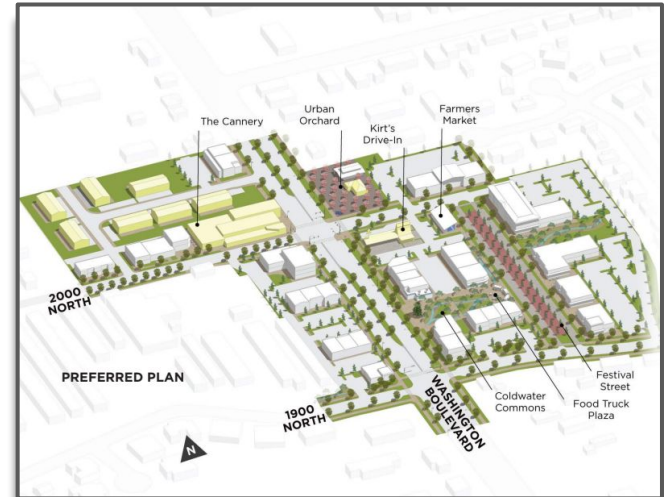 The Cannery
Urban
Orchard
Kirt's
Drive-In
Farmers
Market
2000
NORTH
PREFERRED PLAN
N
1900
NORTH
WASHINGTON
BOULEVARD
Coldwater
Commons
Food Truck
Plaza
Festival
Street